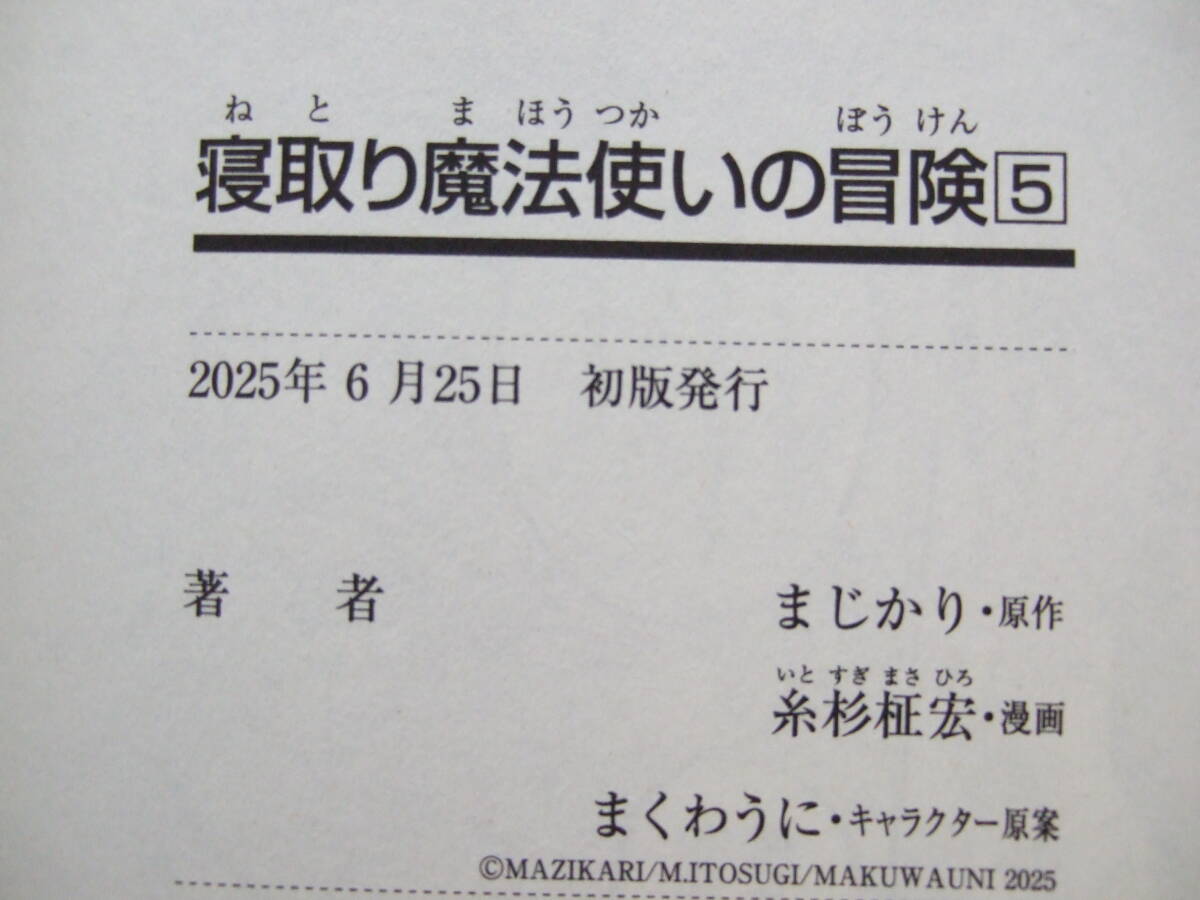 ね と ま ほう つか ぼう けん
寝取り魔法使いの冒険5
2025年 6 月25日 初版発行
著 者
まじかり・原作
いと すぎ まさ ひろ
糸杉柾宏・漫画
まくわうに・キャラクター原案
©MAZIKARI/M.ITOSUGI/MAKUWAUNI 2025